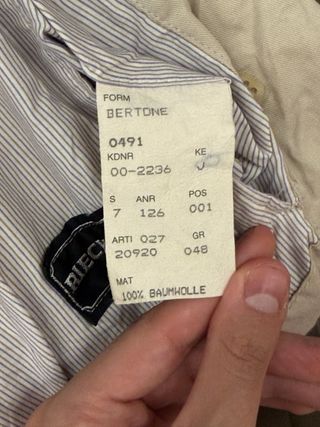 FORM
BERTONE
0491
KDNR KE
00-2236 J
S ANR POS
7 126 001
ARTI 027 GR
20920 048
MAT
100% BAUMWOLLE